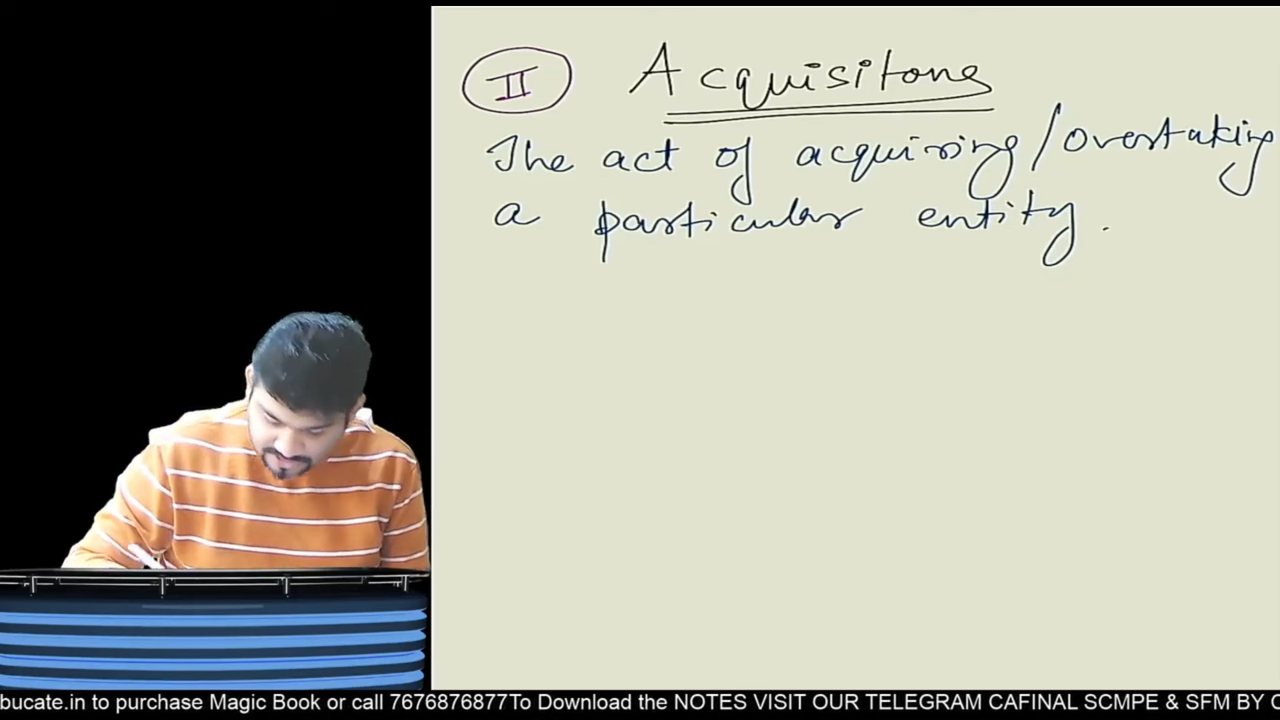 II Acquisitons
The act of acquiring/overtaking
a particular entity.
bucate.in to purchase Magic Book or call 7676876877To Download the NOTES VISIT OUR TELEGRAM CAFINAL SCMPE & SFM BY C